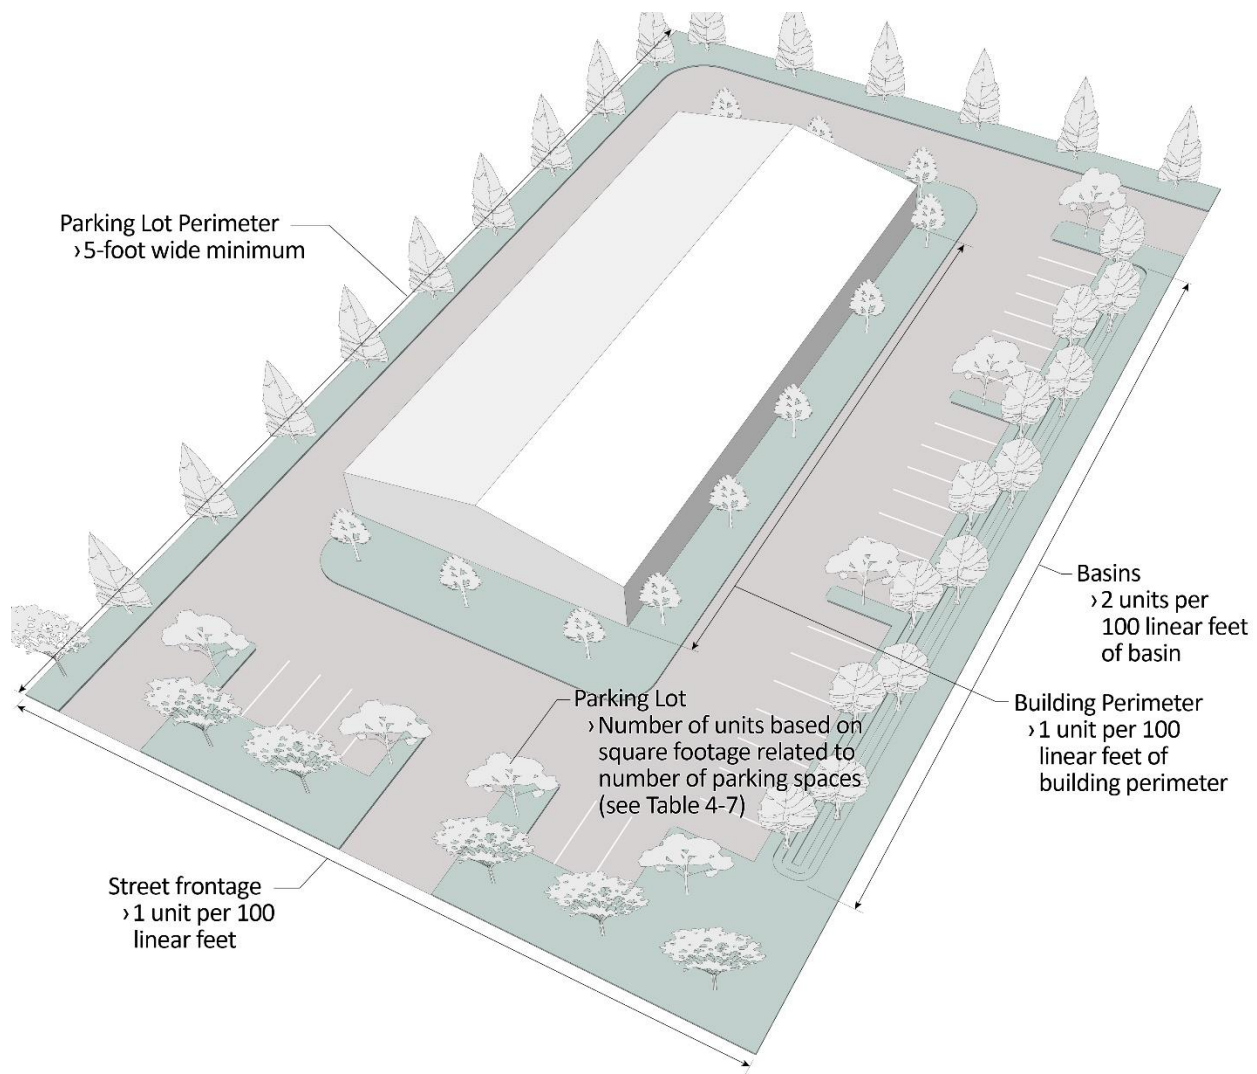 Parking Lot Perimeter
›5-foot wide minimum
Basins
›2 units per
100 linear feet
of basin
Parking Lot
›Number of units based on
square footage related to
number of parking spaces
(see Table 4-7)
Building Perimeter
›1 unit per 100
linear feet of
building perimeter
Street frontage
›1 unit per 100
linear feet